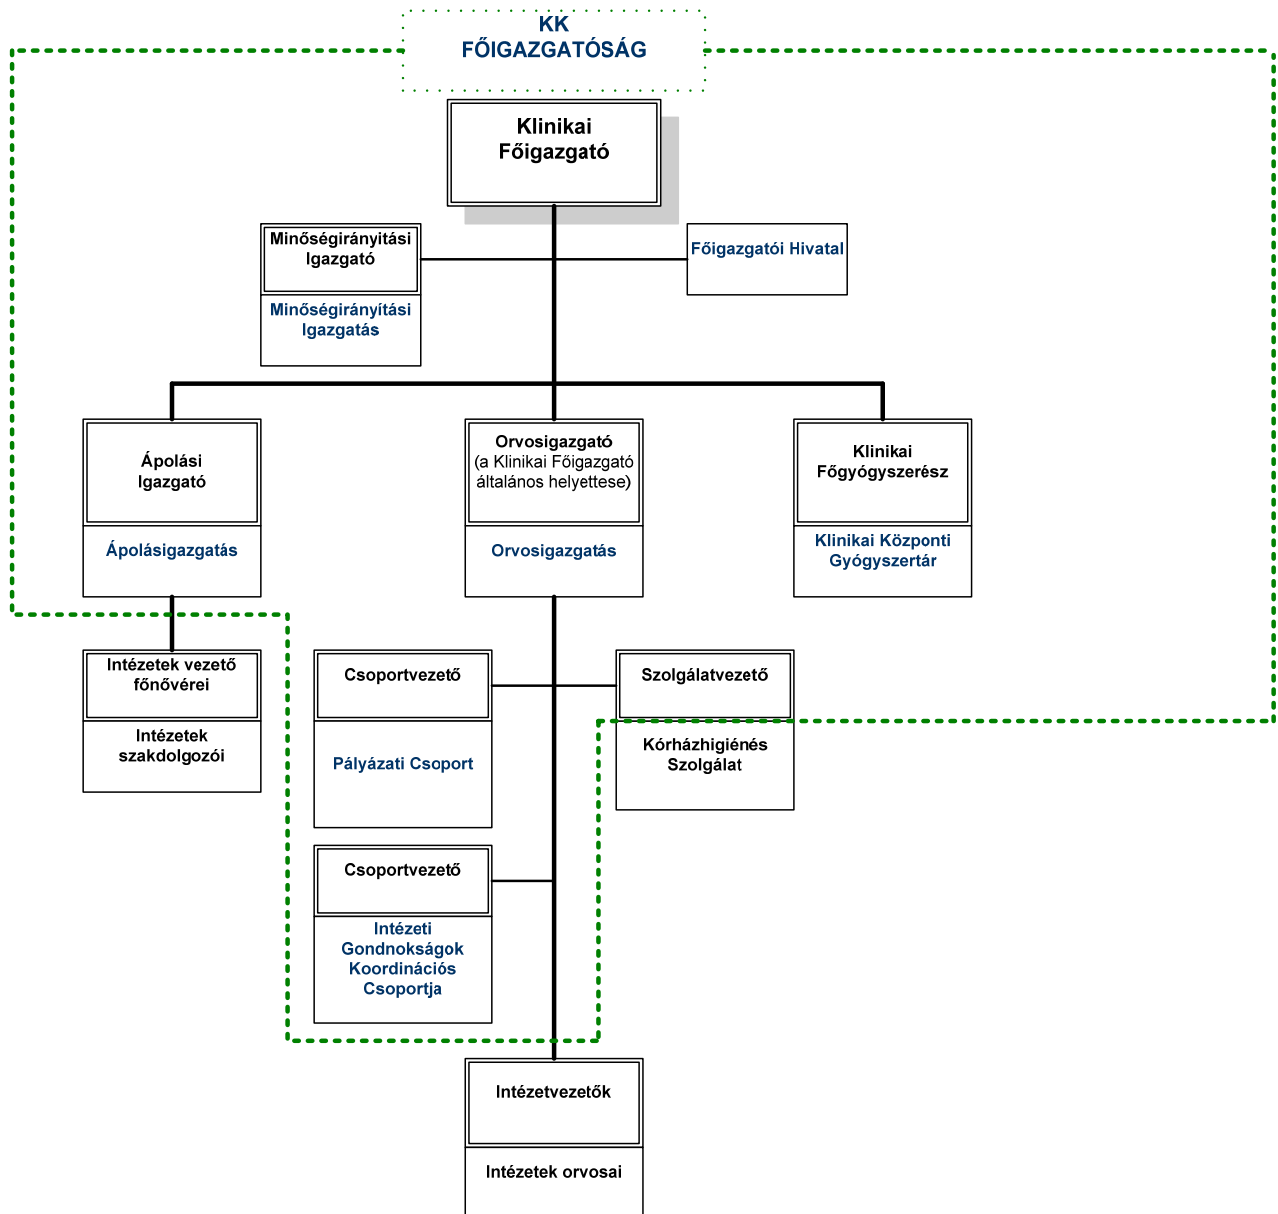 KK
FŐIGAZGATÓSÁG
Klinikai
Főigazgató
Minőségirányitási
Igazgató
Minőségirányítási
Igazgatás
Főigazgatói Hivatal
Ápolási
Igazgató
Ápolásigazgatás
Orvosigazgató
(a Klinikai Főigazgató
általános helyettese)
Orvosigazgatás
Klinikai
Főgyógyszerész
Klinikai Központi
Gyógyszertár
Intézetek vezető
főnővérei
Intézetek
szakdolgozói
Csoportvezető
Pályázati Csoport
Szolgálatvezető
Kórházhigiénés
Szolgálat
Csoportvezető
Intézeti
Gondnokságok
Koordinációs
Csoportja
Intézetvezetők
Intézetek orvosai